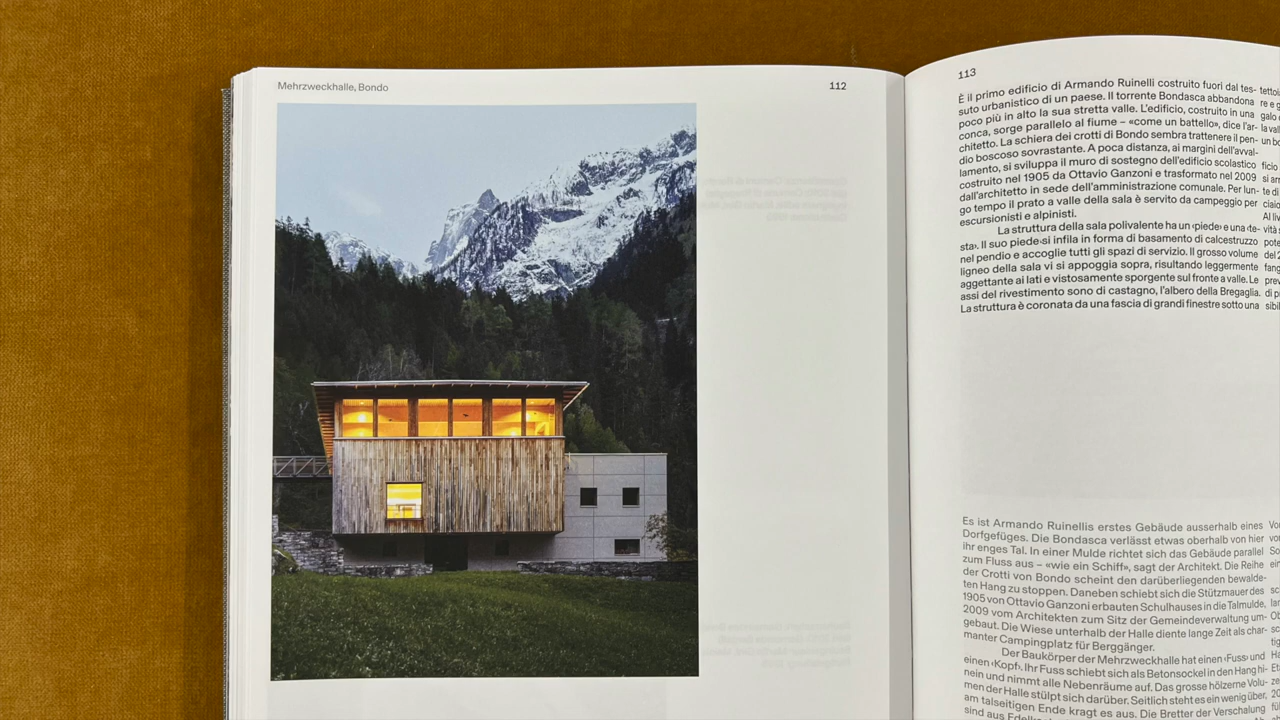 Mehrzweckhalle, Bondo
112
113
È il primo edificio di Armando Ruinelli costruito fuori dal tes-
suto urbanistico di un paese. Il torrente Bondasca abbandona
poco più in alto la sua stretta valle. L’edificio, costruito in una
conca, sorge parallelo al fiume – «come un battello», dice l’ar-
chitetto. La schiera dei crotti di Bondo sembra trattenere il pen-
dio boscoso sovrastante. A poca distanza, ai margini dell’avval-
lamento, si sviluppa il muro di sostegno dell’edificio scolastico
costruito nel 1905 da Ottavio Ganzoni e trasformato nel 2009
dall’architetto in sede dell’amministrazione comunale. Per lun-
go tempo il prato a valle della sala è servito da campeggio per
escursionisti e alpinisti.
La struttura della sala polivalente ha un ‹piede› e una ‹te-
sta›. Il suo piede si infila in forma di basamento di calcestruzzo
nel pendio e accoglie tutti gli spazi di servizio. Il grosso volume
ligneo della sala vi si appoggia sopra, risultando leggermente
aggettante ai lati e vistosamente sporgente sul fronte a valle. Le
assi del rivestimento sono di castagno, l’albero della Bregaglia.
La struttura è coronata da una fascia di grandi finestre sotto una
Es ist Armando Ruinellis erstes Gebäude ausserhalb eines
Dorfgefüges. Die Bondasca verlässt etwas oberhalb von hier
ihr enges Tal. In einer Mulde richtet sich das Gebäude parallel
zum Fluss aus – «wie ein Schiff», sagt der Architekt. Die Reihe
der Crotti von Bondo scheint den darüberliegenden bewalde-
ten Hang zu stoppen. Daneben schiebt sich die Stützmauer des
1905 von Ottavio Ganzoni erbauten Schulhauses in die Talmulde,
2009 vom Architekten zum Sitz der Gemeindeverwaltung um-
gebaut. Die Wiese unterhalb der Halle diente lange Zeit als char-
manter Campingplatz für Berggänger.
Der Baukörper der Mehrzweckhalle hat einen ‹Fuss› und
einen ‹Kopf›. Ihr Fuss schiebt sich als Betonsockel in den Hang hi-
nein und nimmt alle Nebenräume auf. Das grosse hölzerne Volu-
men der Halle stülpt sich darüber. Seitlich steht es ein wenig über,
am talseitigen Ende kragt es aus. Die Bretter der Verschalung
sind aus